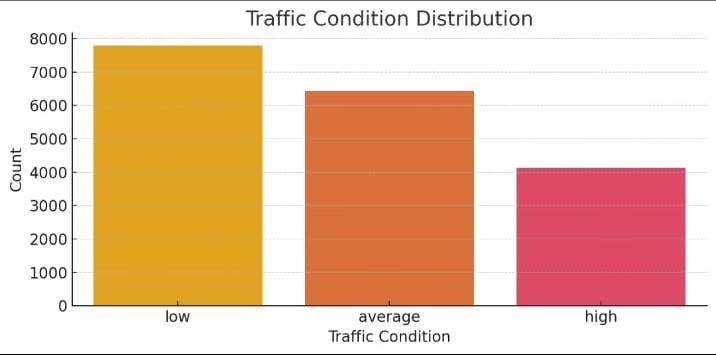 Traffic Condition Distribution
8000
7000
6000
5000
4000
3000
2000
1000
0
Count
low average high
Traffic Condition